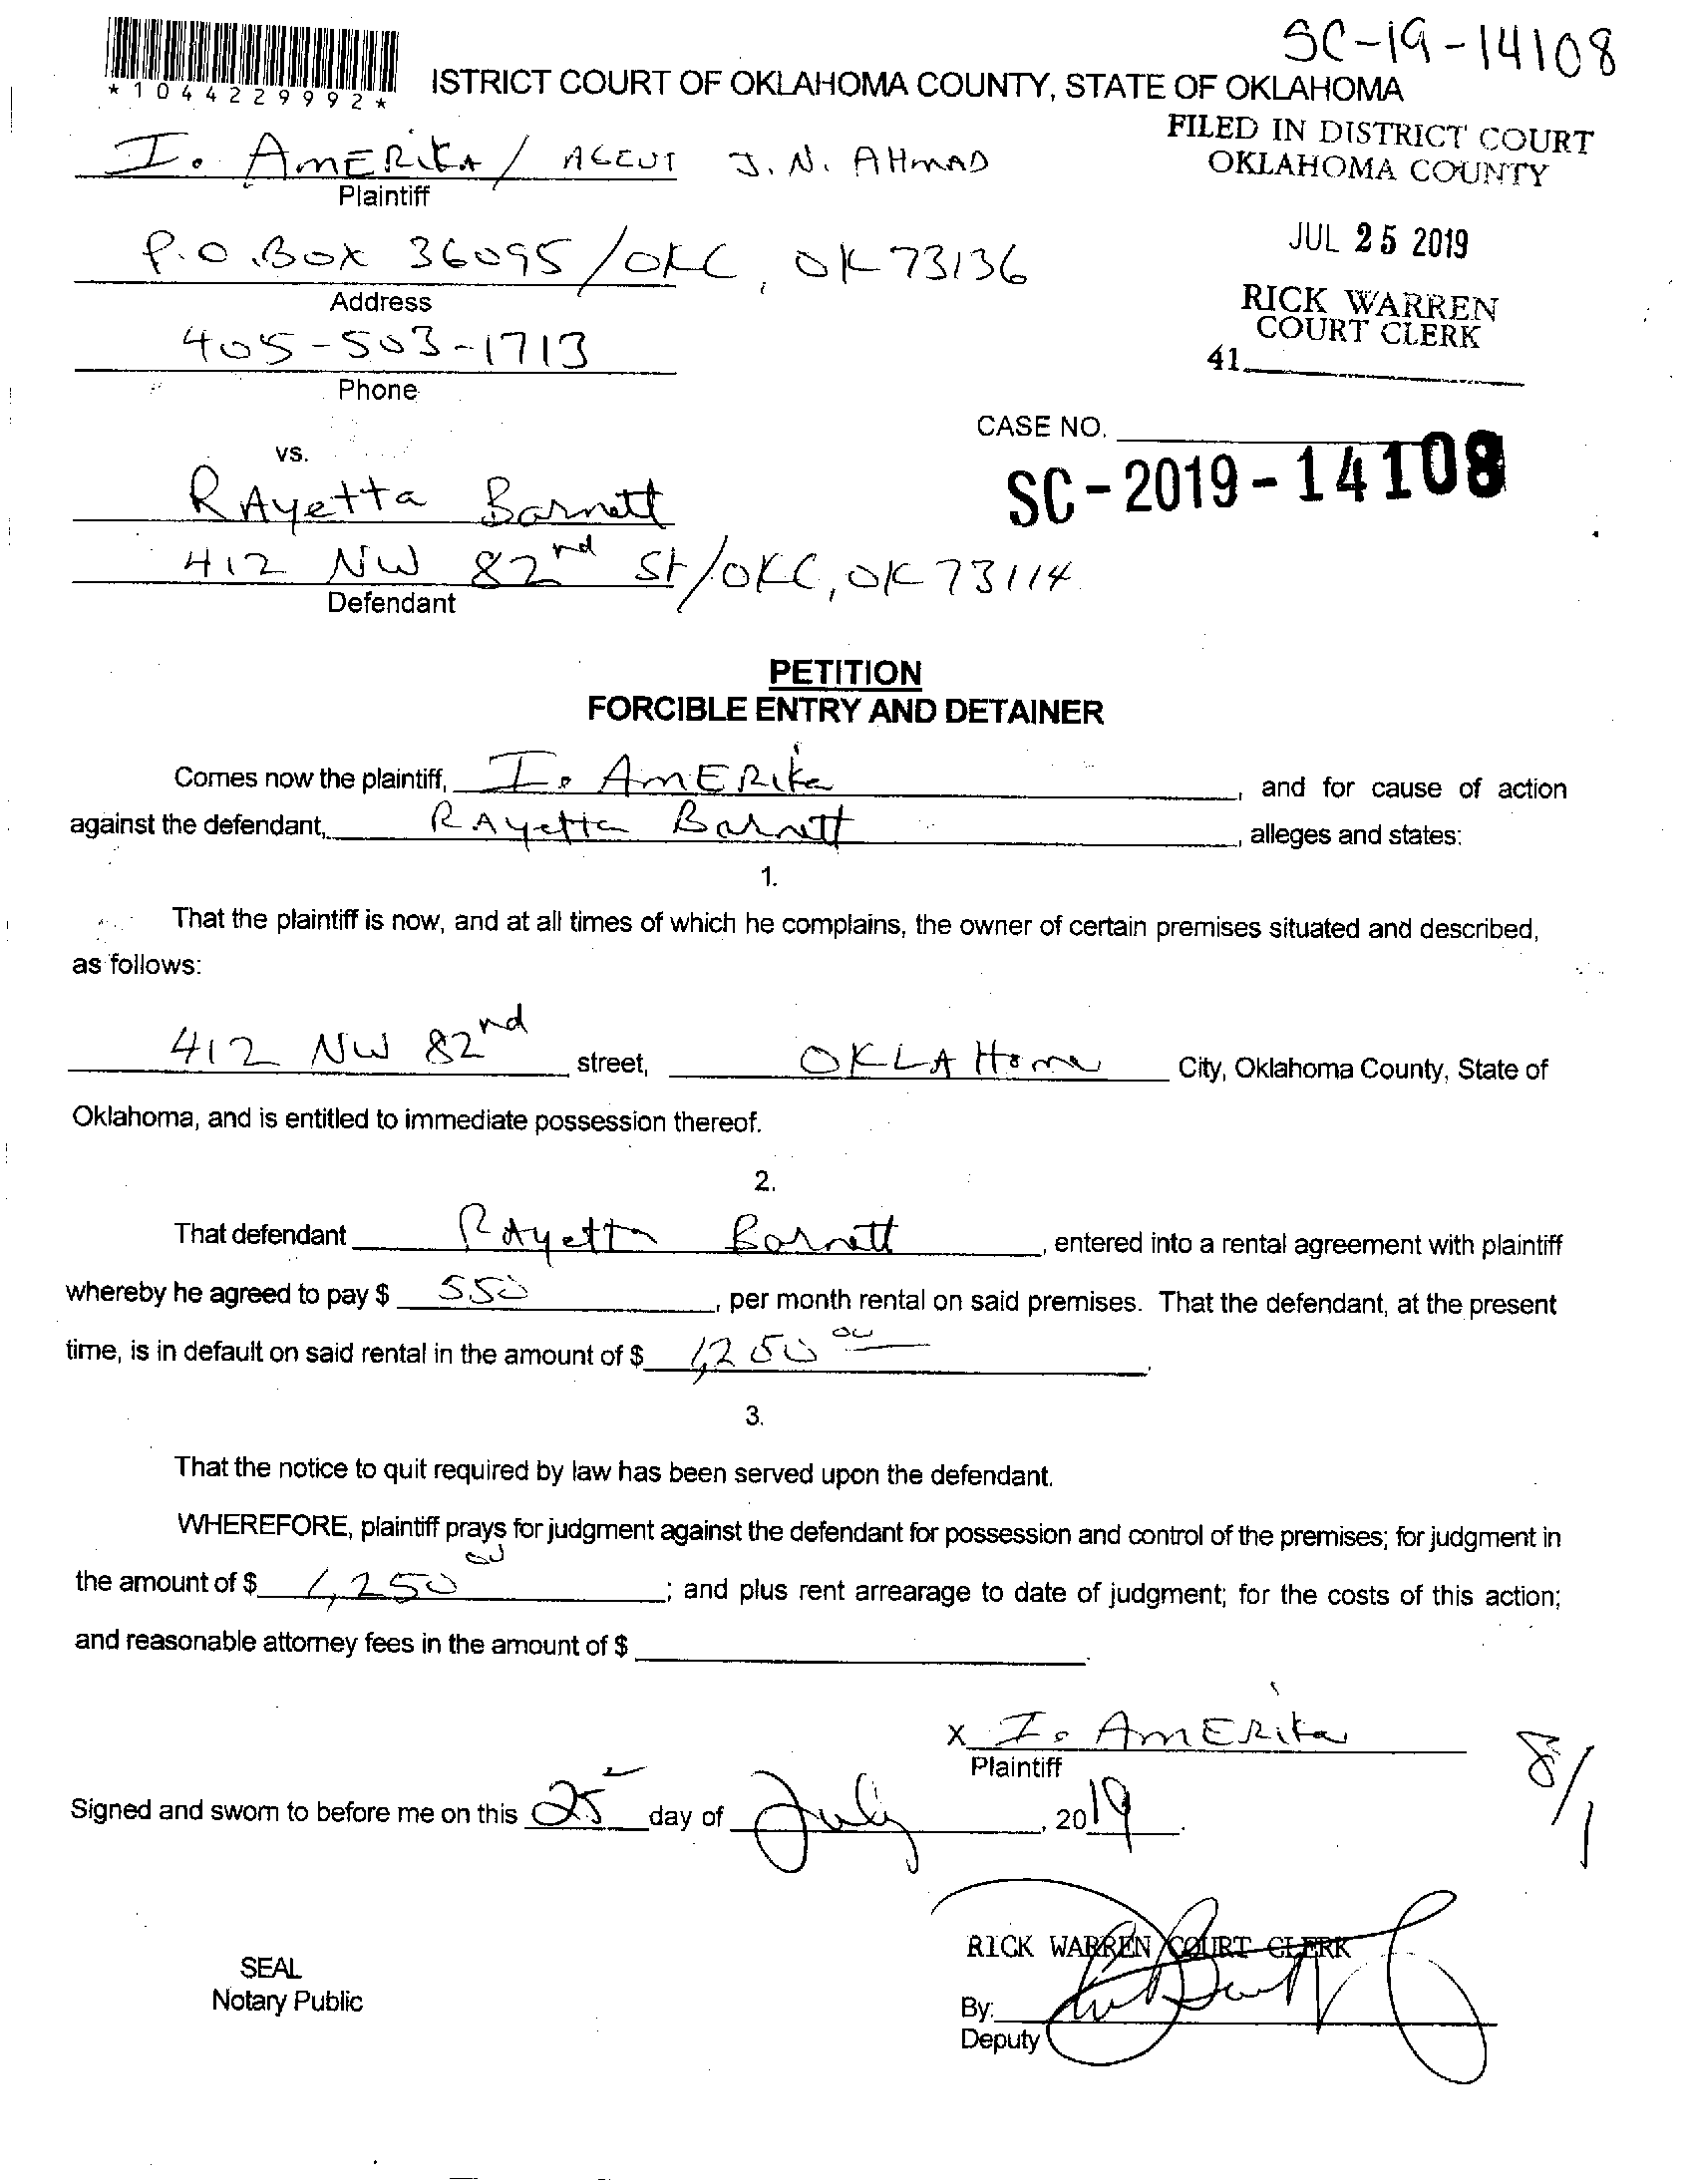 SC-19-14108
*1044229992*
ISTRICT COURT OF OKLAHOMA COUNTY, STATE OF OKLAHOMA
FILED IN DISTRICT COURT
OKLAHOMA COUNTY
I. AmERika / AGENT J. N. AHmAD
Plaintiff
JUL 25 2019
P.O. Box 36095 / OKC, OK 73136
Address
RICK WARREN
COURT CLERK
405-503-1713
41
Phone
CASE NO.
vs.
SC-2019-14108
RAyetta Barnett
412 NW 82nd St / OKC, OK 73114
Defendant
PETITION
FORCIBLE ENTRY AND DETAINER
Comes now the plaintiff, I. AmERika, and for cause of action
against the defendant, RAyetta Barnett, alleges and states:
1.
That the plaintiff is now, and at all times of which he complains, the owner of certain premises situated and described,
as follows:
412 NW 82nd street, OKLAHoma City, Oklahoma County, State of
Oklahoma, and is entitled to immediate possession thereof.
2.
That defendant RAyetta Barnett, entered into a rental agreement with plaintiff
whereby he agreed to pay $ 550, per month rental on said premises. That the defendant, at the present
time, is in default on said rental in the amount of $ 1,250 00.
3.
That the notice to quit required by law has been served upon the defendant.
WHEREFORE, plaintiff prays for judgment against the defendant for possession and control of the premises; for judgment in
the amount of $ 1,250 00; and plus rent arrearage to date of judgment; for the costs of this action;
and reasonable attorney fees in the amount of $
X I. AmERika
Plaintiff
8/1
Signed and sworn to before me on this 25 day of July, 2019.
RICK WARREN COURT CLERK
SEAL
Notary Public
By:
Deputy